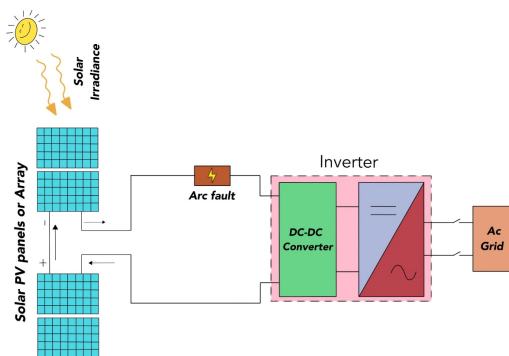 Solar
Irradiance
Solar PV panels or Array
-
+
Arc fault
Inverter
DC-DC
Converter
Ac
Grid